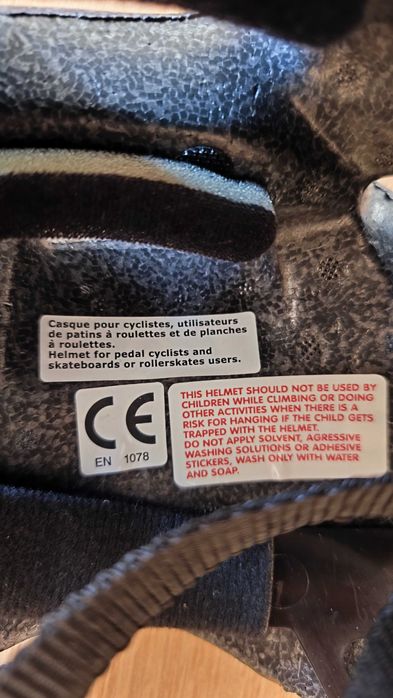 Casque pour cyclistes, utilisateurs
de patins à roulettes et de planches
à roulettes.
Helmet for pedal cyclists and
skateboards or rollerskates users.
CE
EN 1078
THIS HELMET SHOULD NOT BE USED BY
CHILDREN WHILE CLIMBING OR DOING
OTHER ACTIVITIES WHEN THERE IS A
RISK FOR HANGING IF THE CHILD GETS
TRAPPED WITH THE HELMET.
DO NOT APPLY SOLVENT, AGRESSIVE
WASHING SOLUTIONS OR ADHESIVE
STICKERS, WASH ONLY WITH WATER
AND SOAP.